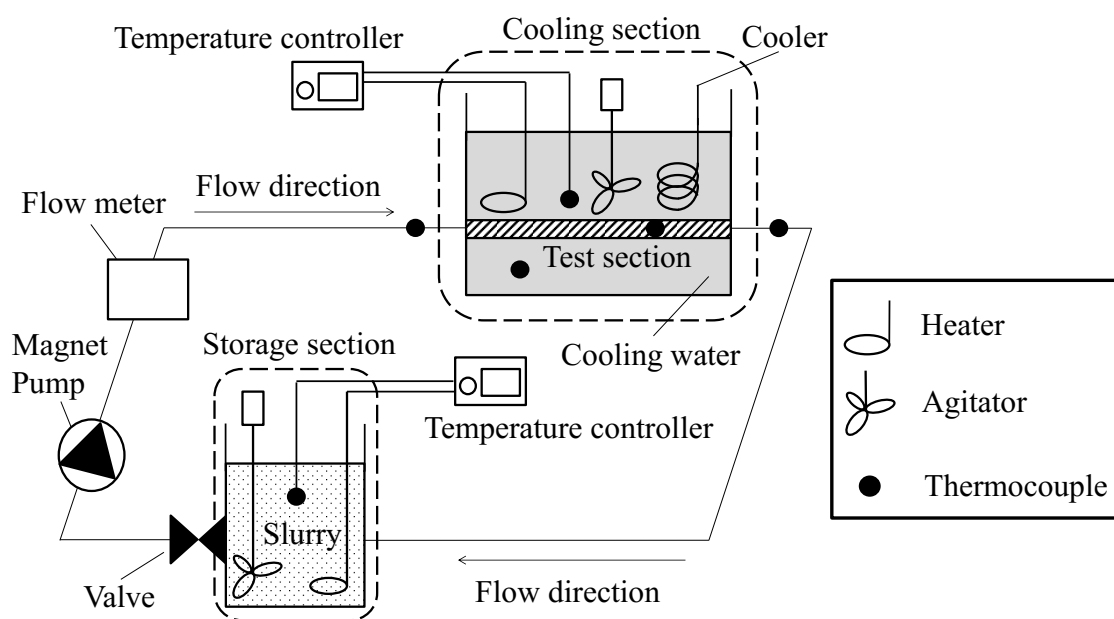 Temperature controller
Cooling section
Cooler
Flow direction
Flow meter
Test section
Cooling water
Magnet
Pump
Storage section
Temperature controller
Slurry
Valve
Flow direction
Heater
Agitator
Thermocouple